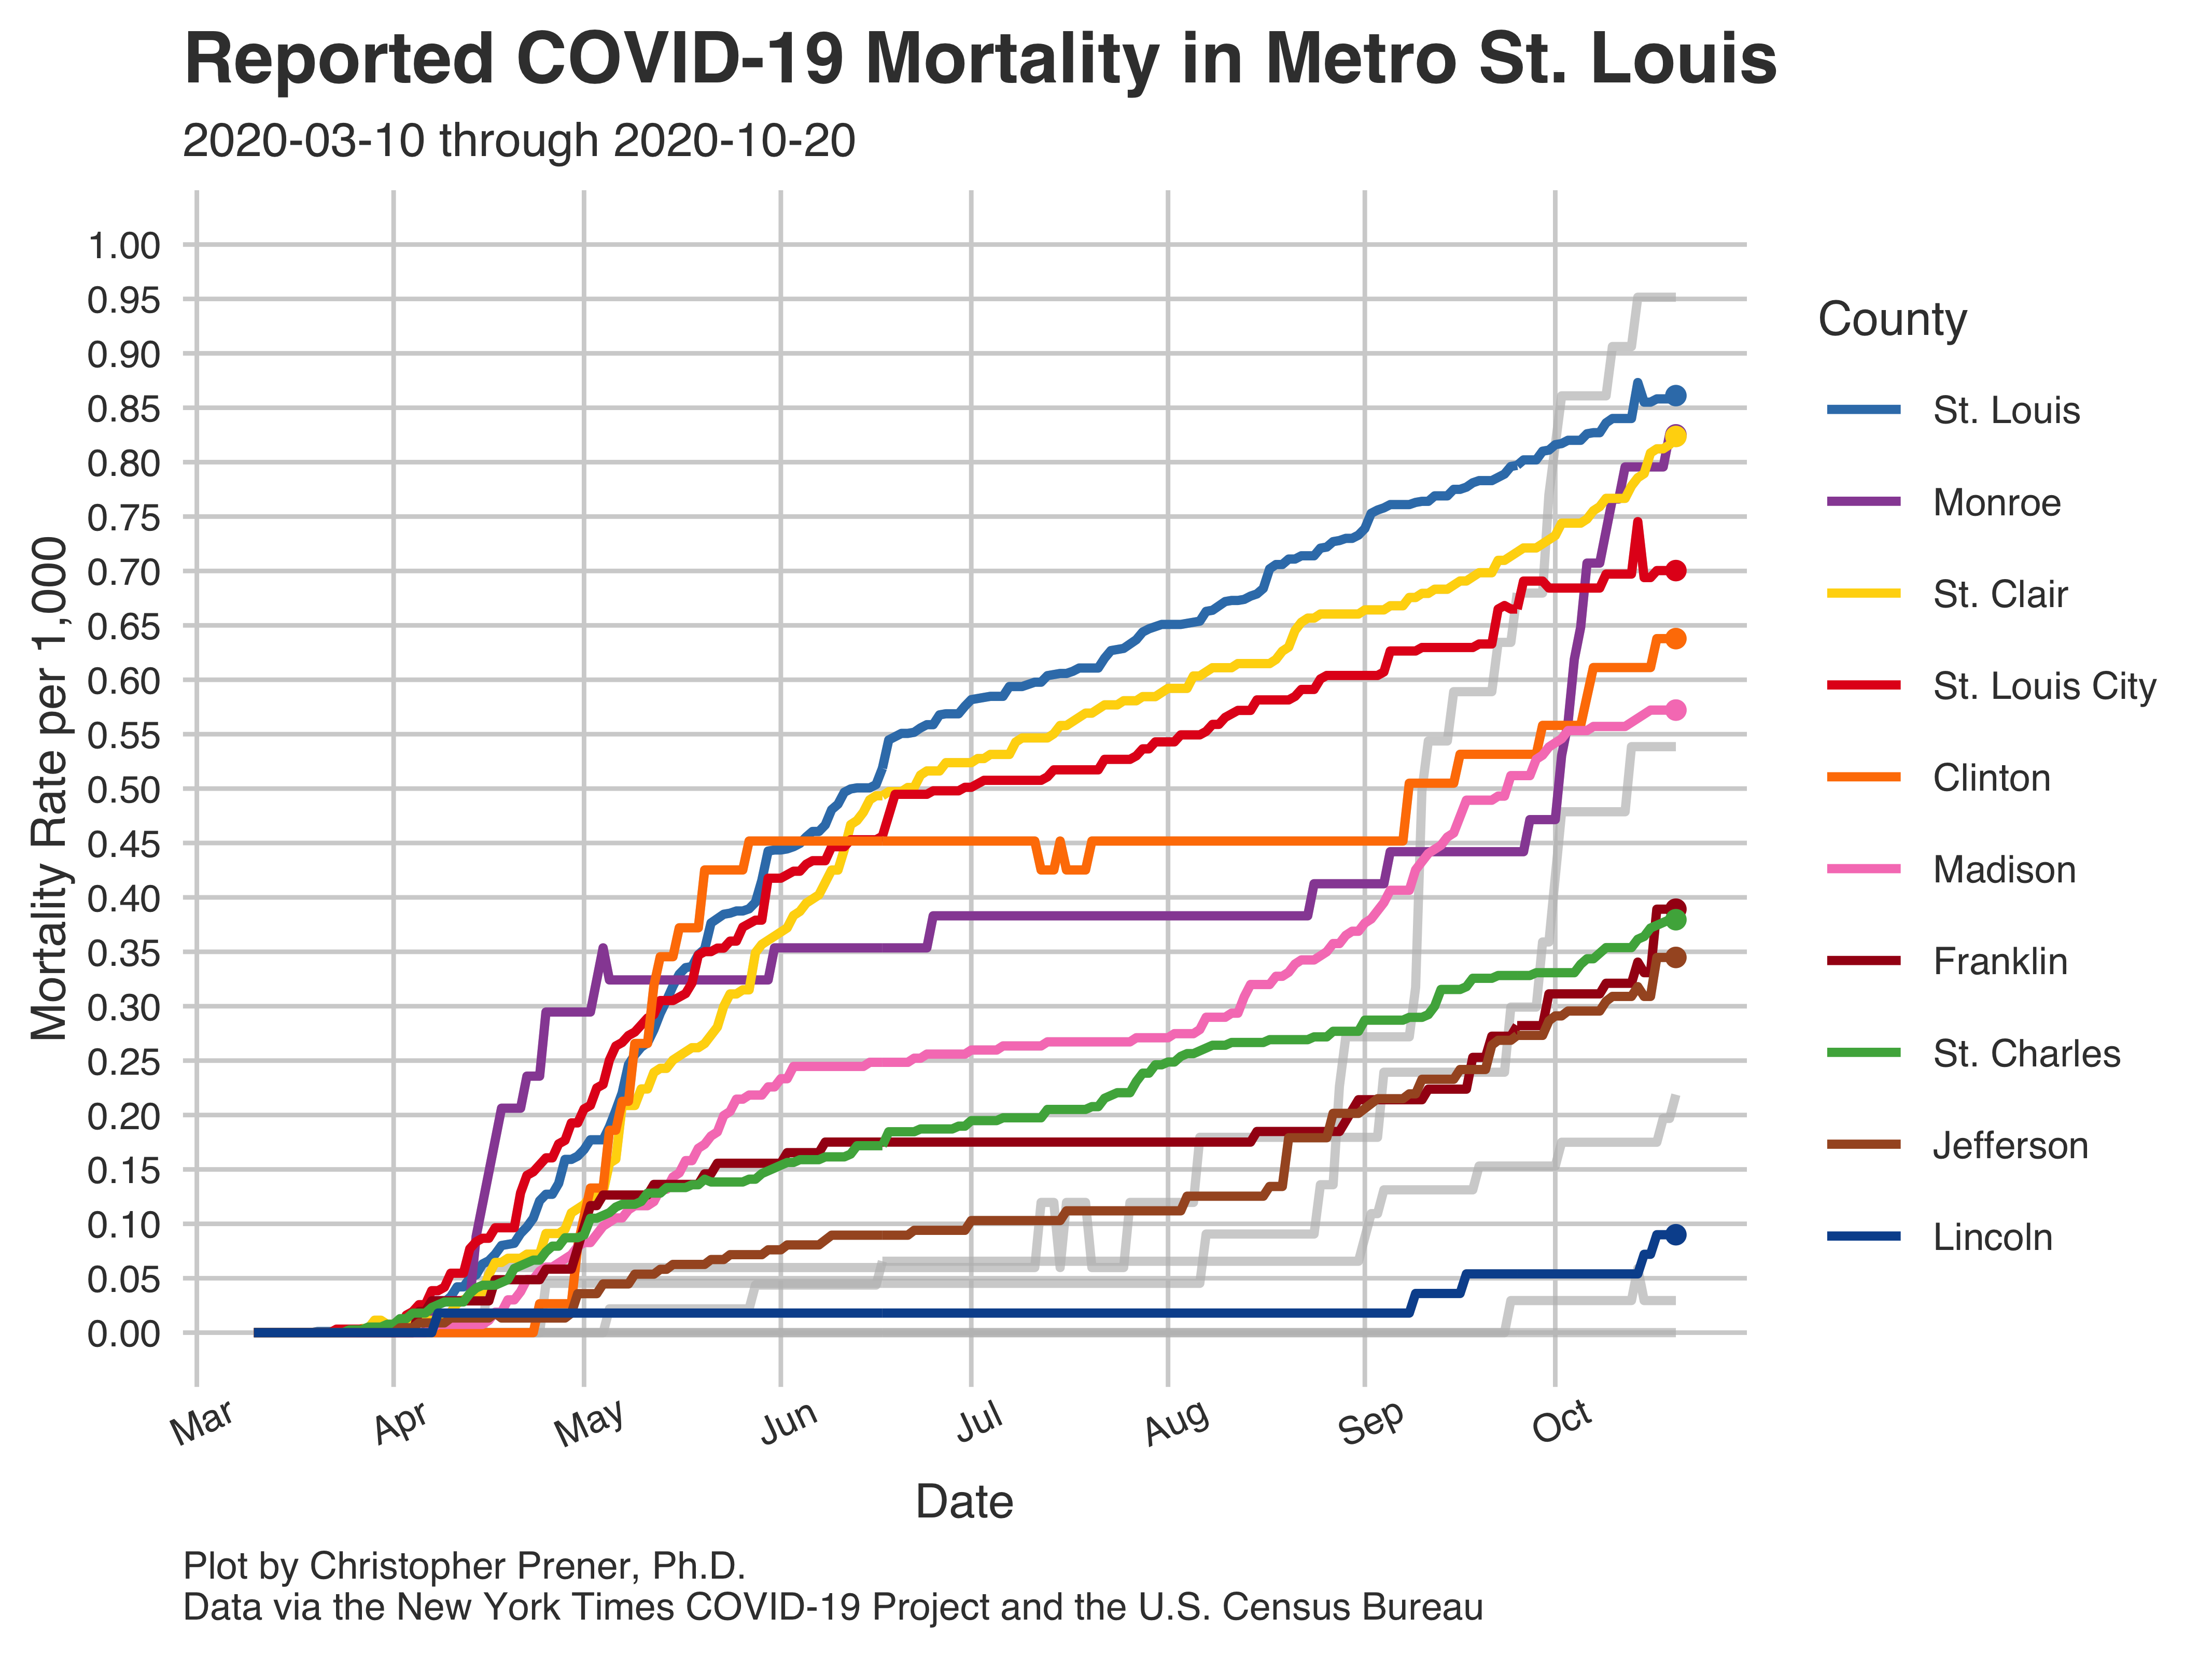 Reported COVID-19 Mortality in Metro St. Louis
2020-03-10 through 2020-10-20
Mortality Rate per 1,000
1.00
0.95
0.90
0.85
0.80
0.75
0.70
0.65
0.60
0.55
0.50
0.45
0.40
0.35
0.30
0.25
0.20
0.15
0.10
0.05
0.00
Mar
Apr
May
Jun
Jul
Aug
Sep
Oct
Date
County
St. Louis
Monroe
St. Clair
St. Louis City
Clinton
Madison
Franklin
St. Charles
Jefferson
Lincoln
Plot by Christopher Prener, Ph.D.
Data via the New York Times COVID-19 Project and the U.S. Census Bureau